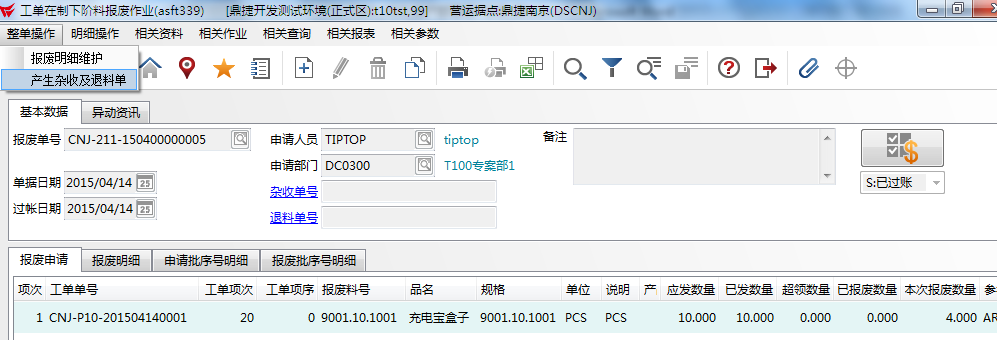 工单在制下阶料报废作业(asft339) [鼎捷开发测试环境(正式区):t10tst,99] 营运据点:鼎捷南京(DSCNJ)
整单操作 明细操作 相关资料 相关作业 相关查询 相关报表 相关参数
报废明细维护
产生杂收及退料单
基本数据 异动资讯
报废单号 CNJ-211-150400000005 申请人员 TIPTOP tiptop 备注
申请部门 DC0300 T100专案部1
单据日期 2015/04/14 25 杂收单号 S:已过账
过帐日期 2015/04/14 25 退料单号
报废申请 报废明细 申请批序号明细 报废批序号明细
项次 工单单号 工单项次 工单项序 报废料号 品名 规格 单位 说明 产 应发数量 已发数量 超领数量 已报废数量 本次报废数量 参
1 CNJ-P10-201504140001 20 0 9001.10.1001 充电宝盒子 9001.10.1001 PCS PCS 10.000 10.000 0.000 0.000 4.000 AR